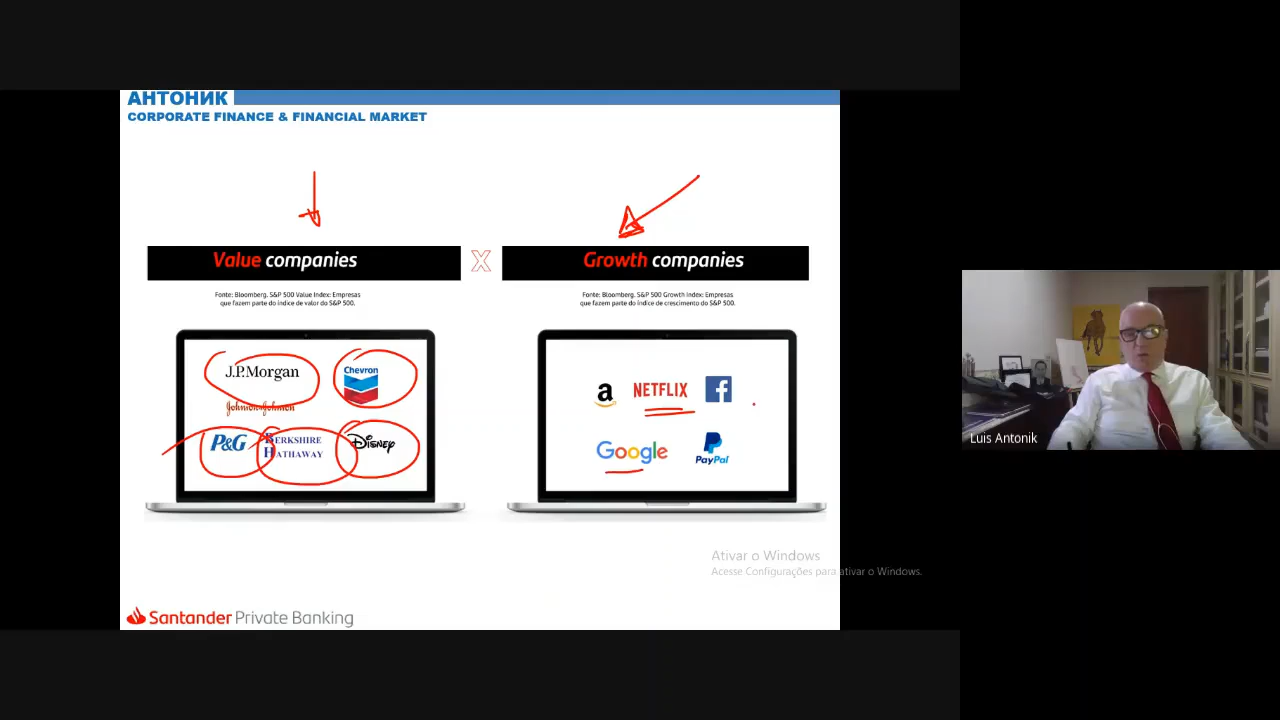 АНТОНИК
CORPORATE FINANCE & FINANCIAL MARKET
Value companies
X
Growth companies
Fonte: Bloomberg. S&P 500 Value Index: Empresas
que fazem parte do índice de valor do S&P 500.
Fonte: Bloomberg. S&P 500 Growth Index: Empresas
que fazem parte do índice de crescimento do S&P 500.
J.P.Morgan
Chevron
Johnson&Johnson
P&G
BERKSHIRE
HATHAWAY
Disney
a
NETFLIX
f
Google
PayPal
Luis Antonik
Ativar o Windows
Acesse Configurações para ativar o Windows.
Santander Private Banking